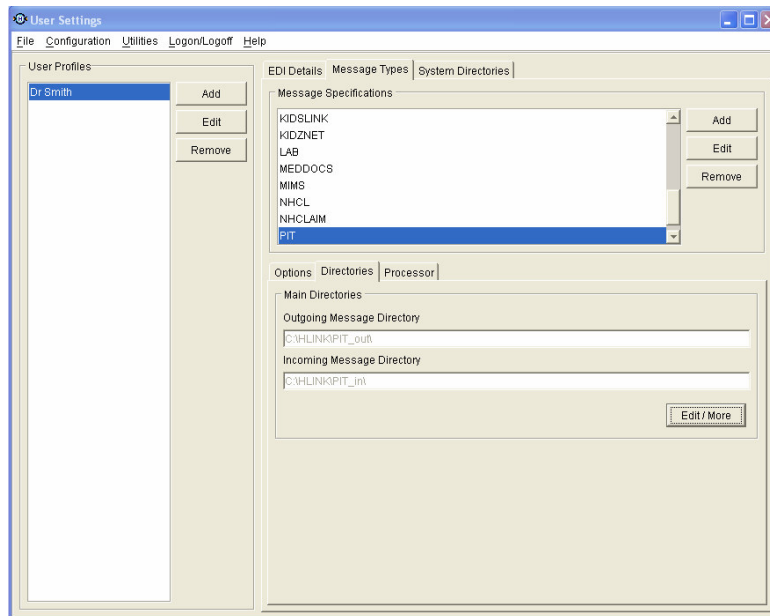 User Settings
File Configuration Utilities Logon/Logoff Help
User Profiles
Dr Smith
Add
Edit
Remove
EDI Details Message Types System Directories
Message Specifications
KIDSLINK
KIDZNET
LAB
MEDDOCS
MIMS
NHCL
NHCLAIM
PIT
Add
Edit
Remove
Options Directories Processor
Main Directories
Outgoing Message Directory
C:\HLINK\PIT_out\
Incoming Message Directory
C:\HLINK\PIT_in\
Edit / More